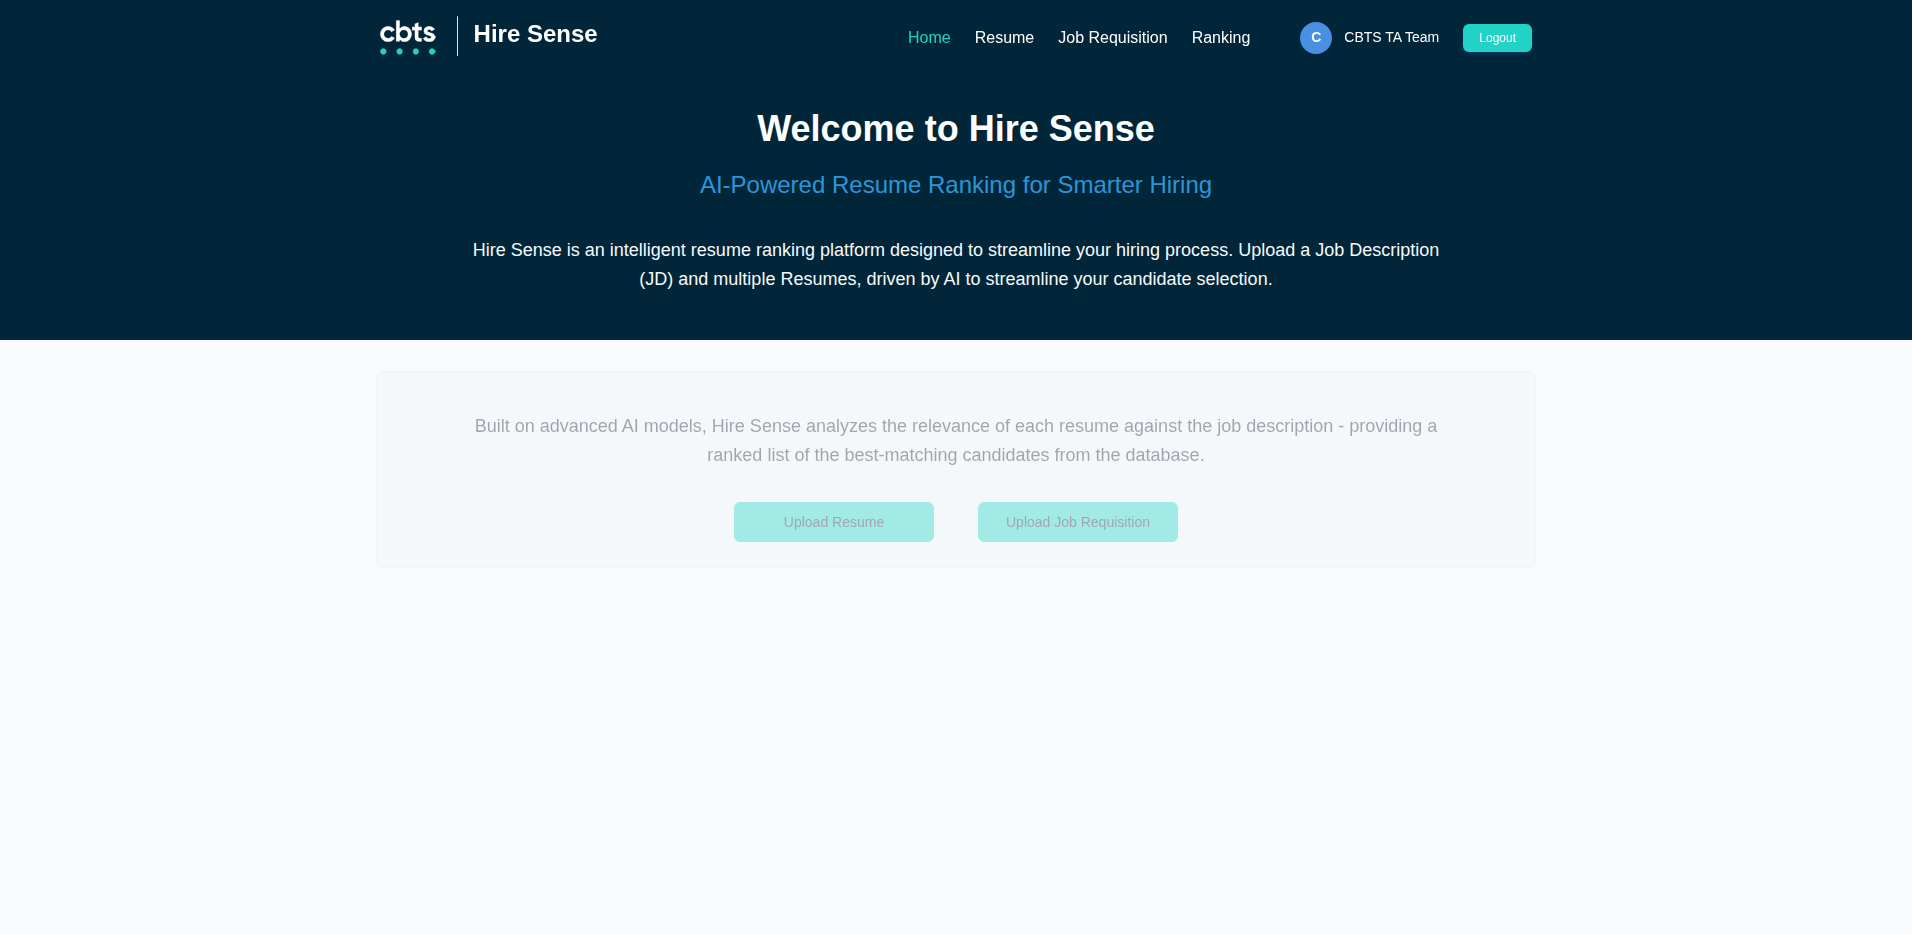 cbts
Hire Sense
Home
Resume
Job Requisition
Ranking
C
CBTS TA Team
Logout
Welcome to Hire Sense
AI-Powered Resume Ranking for Smarter Hiring
Hire Sense is an intelligent resume ranking platform designed to streamline your hiring process. Upload a Job Description
(JD) and multiple Resumes, driven by AI to streamline your candidate selection.
Built on advanced AI models, Hire Sense analyzes the relevance of each resume against the job description - providing a
ranked list of the best-matching candidates from the database.
Upload Resume
Upload Job Requisition